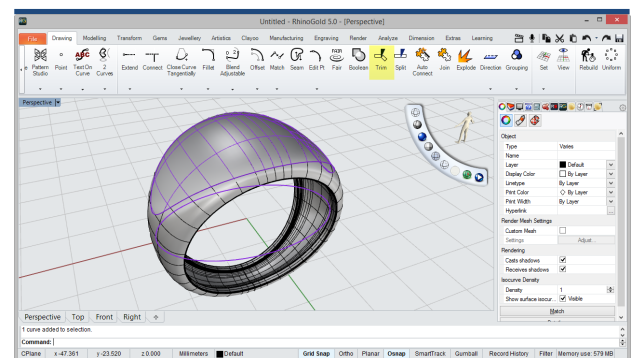 Untitled - RhinoGold 5.0 - [Perspective]
File Drawing Modelling Transform Gems Jewellery Artistics Clayoo Manufacturing Engraving Render Analyze Dimension Extras Learning
Pattern Studio Point Text On Curve 2 Curves Extend Connect Close Curve Tangentially Fillet Blend Adjustable Offset Match Seam Edit Pt Fair Boolean Trim Split Auto Connect Join Explode Direction Grouping Set View Rebuild Uniform
Perspective
Object
Type Varies
Name
Layer Default
Display Color By Layer
Linetype By Layer
Print Color By Layer
Print Width By Layer
Hyperlink ...
Render Mesh Settings
Custom Mesh
Settings Adjust...
Rendering
Casts shadows
Receives shadows
Isocurve Density
Density 1
Show surface isocur... Visible
Match
Perspective Top Front Right
1 curve added to selection.
Command:
CPlane x -47.361 y -23.520 z 0.000 Millimeters Default Grid Snap Ortho Planar Osnap SmartTrack Gumball Record History Filter Memory use: 579 MB